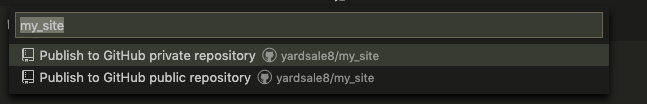 my_site
Publish to GitHub private repository yardsale8/my_site
Publish to GitHub public repository yardsale8/my_site